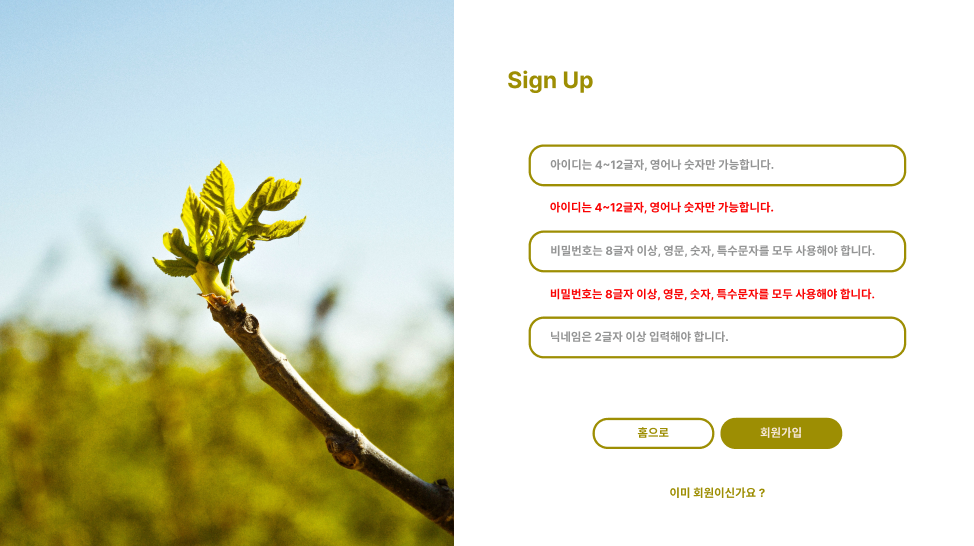 Sign Up
아이디는 4~12글자, 영어나 숫자만 가능합니다.
아이디는 4~12글자, 영어나 숫자만 가능합니다.
비밀번호는 8글자 이상, 영문, 숫자, 특수문자를 모두 사용해야 합니다.
비밀번호는 8글자 이상, 영문, 숫자, 특수문자를 모두 사용해야 합니다.
닉네임은 2글자 이상 입력해야 합니다.
홈으로 회원가입
이미 회원이신가요 ?